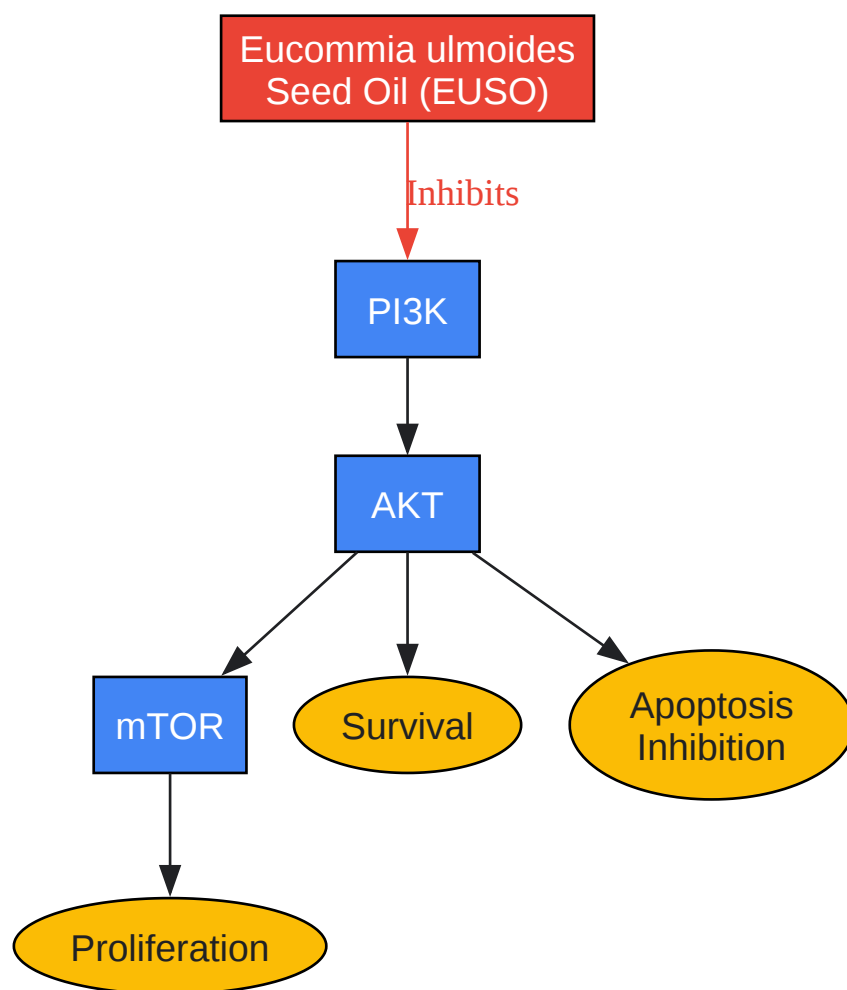 Eucommia ulmoides
Seed Oil (EUSO)
Inhibits
PI3K
AKT
mTOR
Survival
Apoptosis
Inhibition
Proliferation